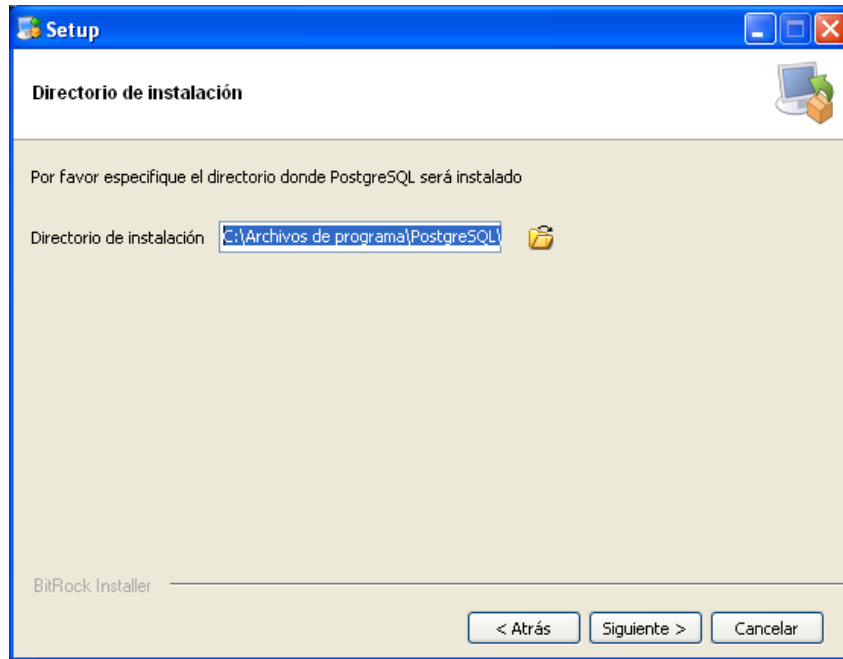 Setup
Directorio de instalación
Por favor especifique el directorio donde PostgreSQL será instalado
Directorio de instalación C:\Archivos de programa\PostgreSQL\
BitRock Installer
< Atrás Siguiente > Cancelar